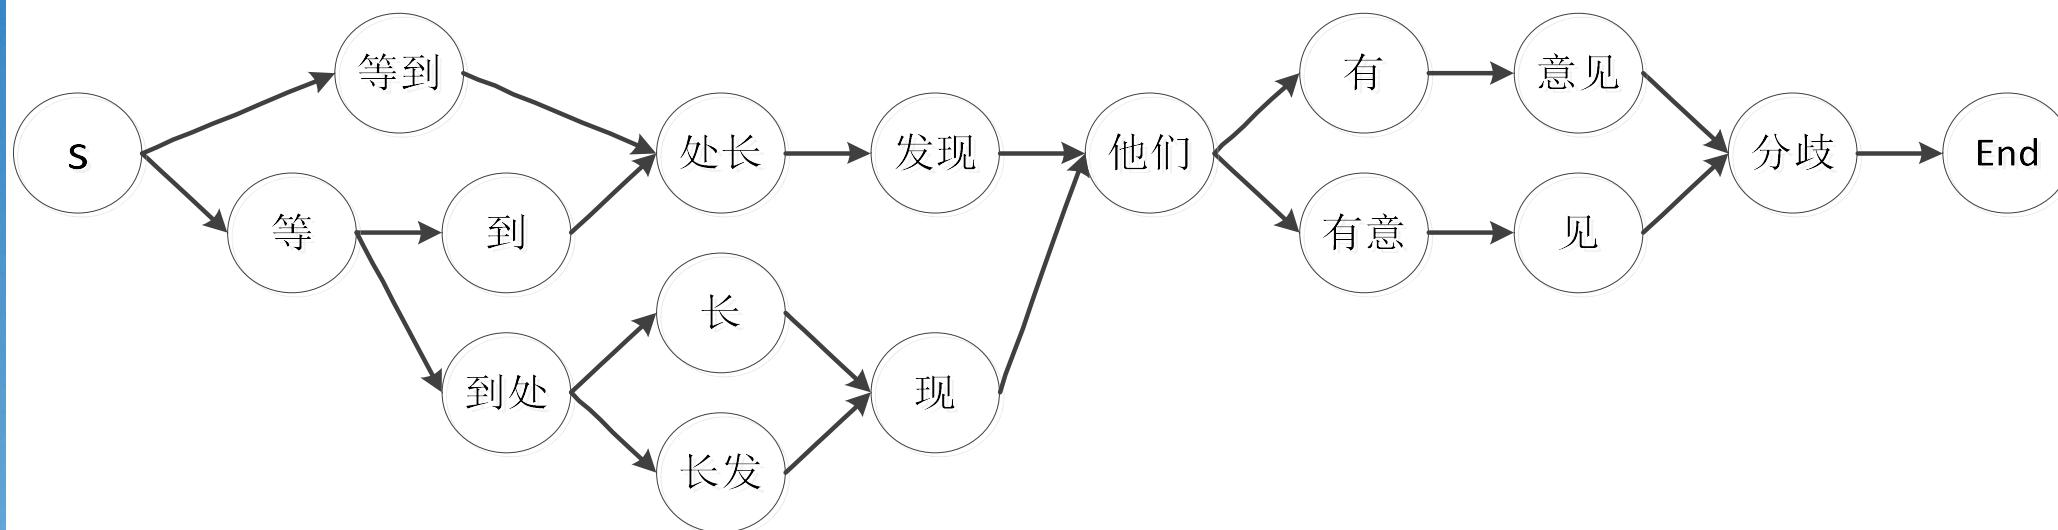 S
等到
等
到
到处
处长
长
长发
发现
现
他们
有
有意
意见
见
分歧
End